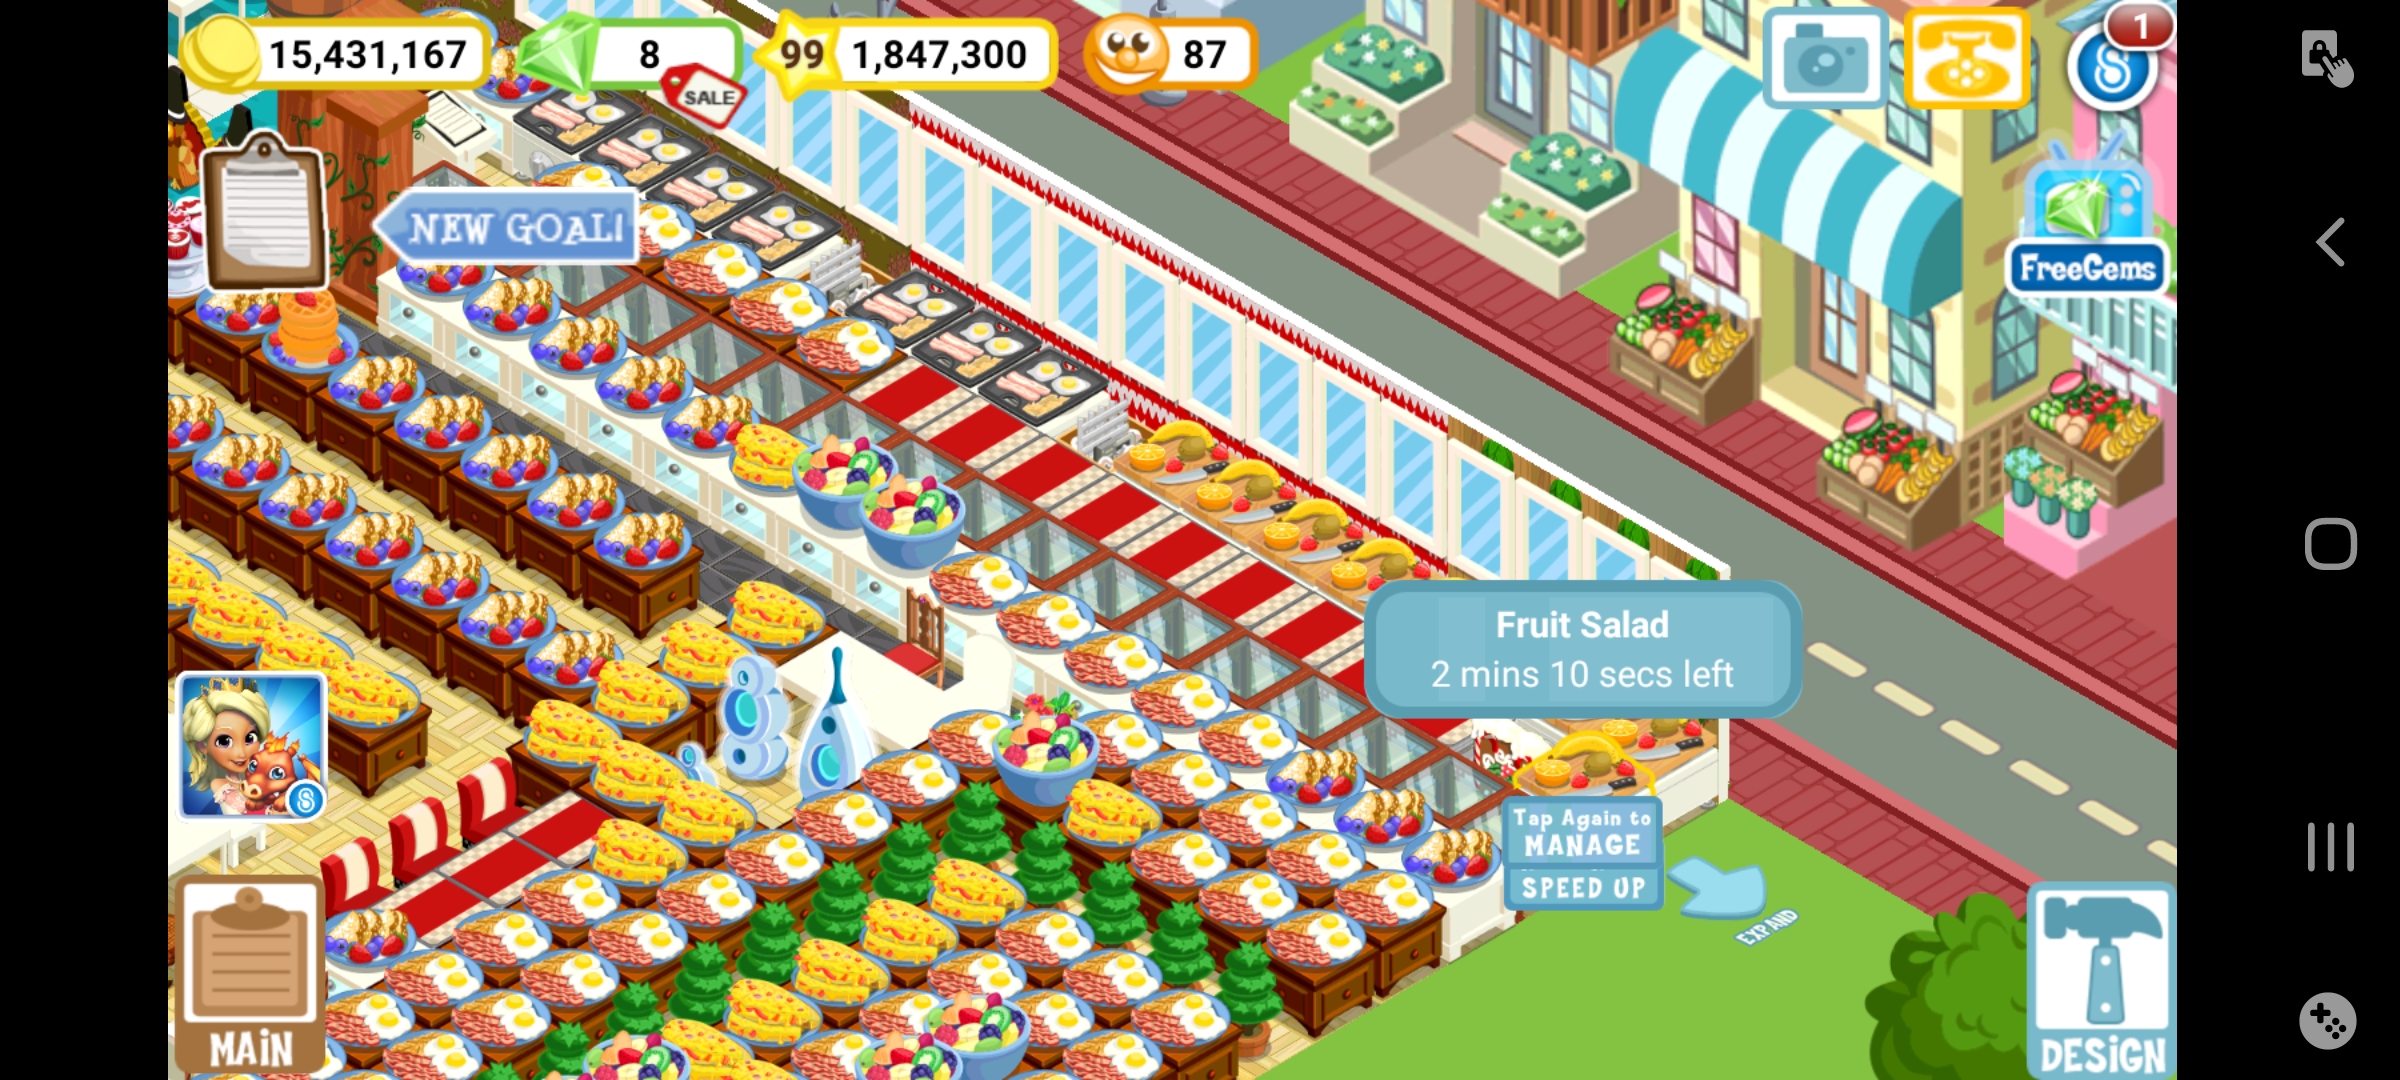 15,431,167
8
SALE
99
1,847,300
87
1
NEW GOAL!
FreeGems
Fruit Salad
2 mins 10 secs left
Tap Again to
MANAGE
SPEED UP
EXPAND
MAIN
DESIGN